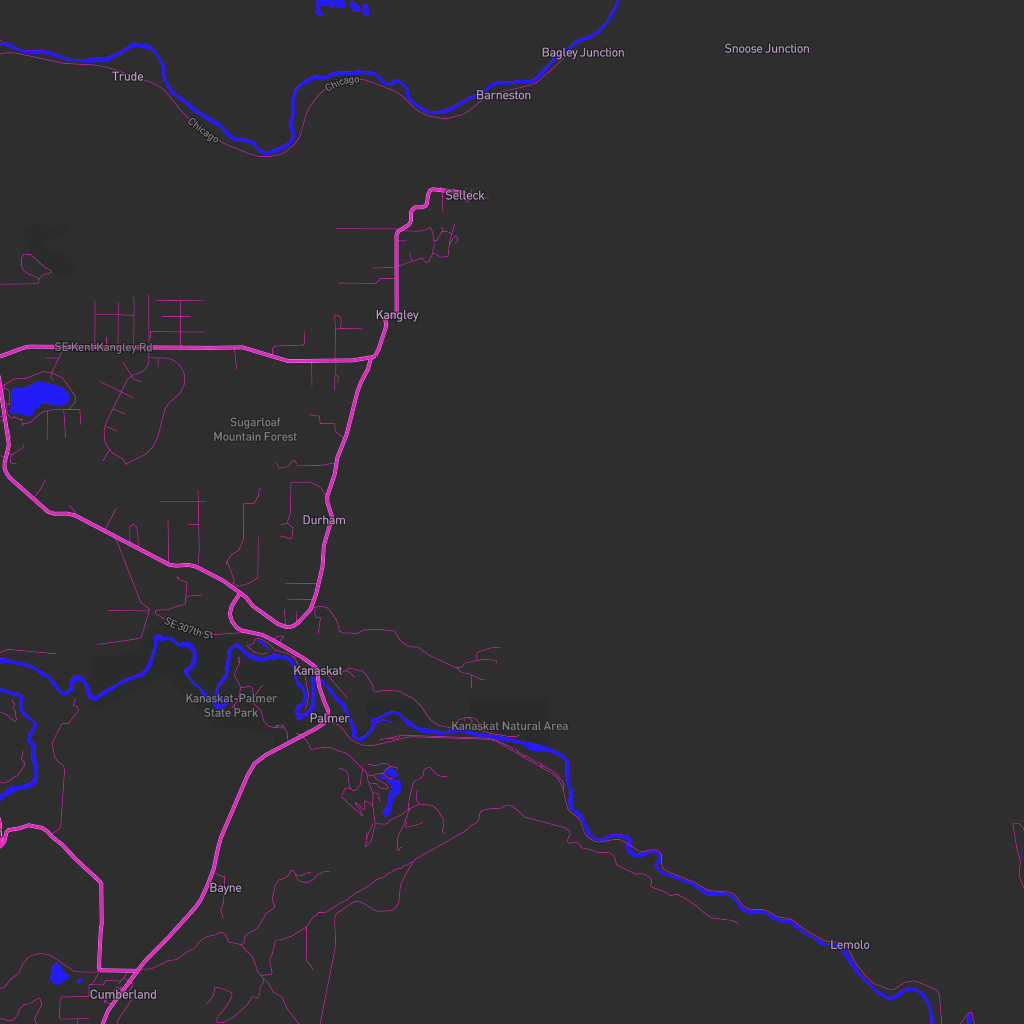 Snoose Junction
Bagley Junction
Trude
Chicago
Barneston
Chicago
Selleck
Kangley
SE Kent Kangley Rd
Sugarloaf
Mountain Forest
Durham
SE 307th St
Kanaskat
Kanaskat-Palmer
State Park
Palmer
Kanaskat Natural Area
Bayne
Lemolo
Cumberland